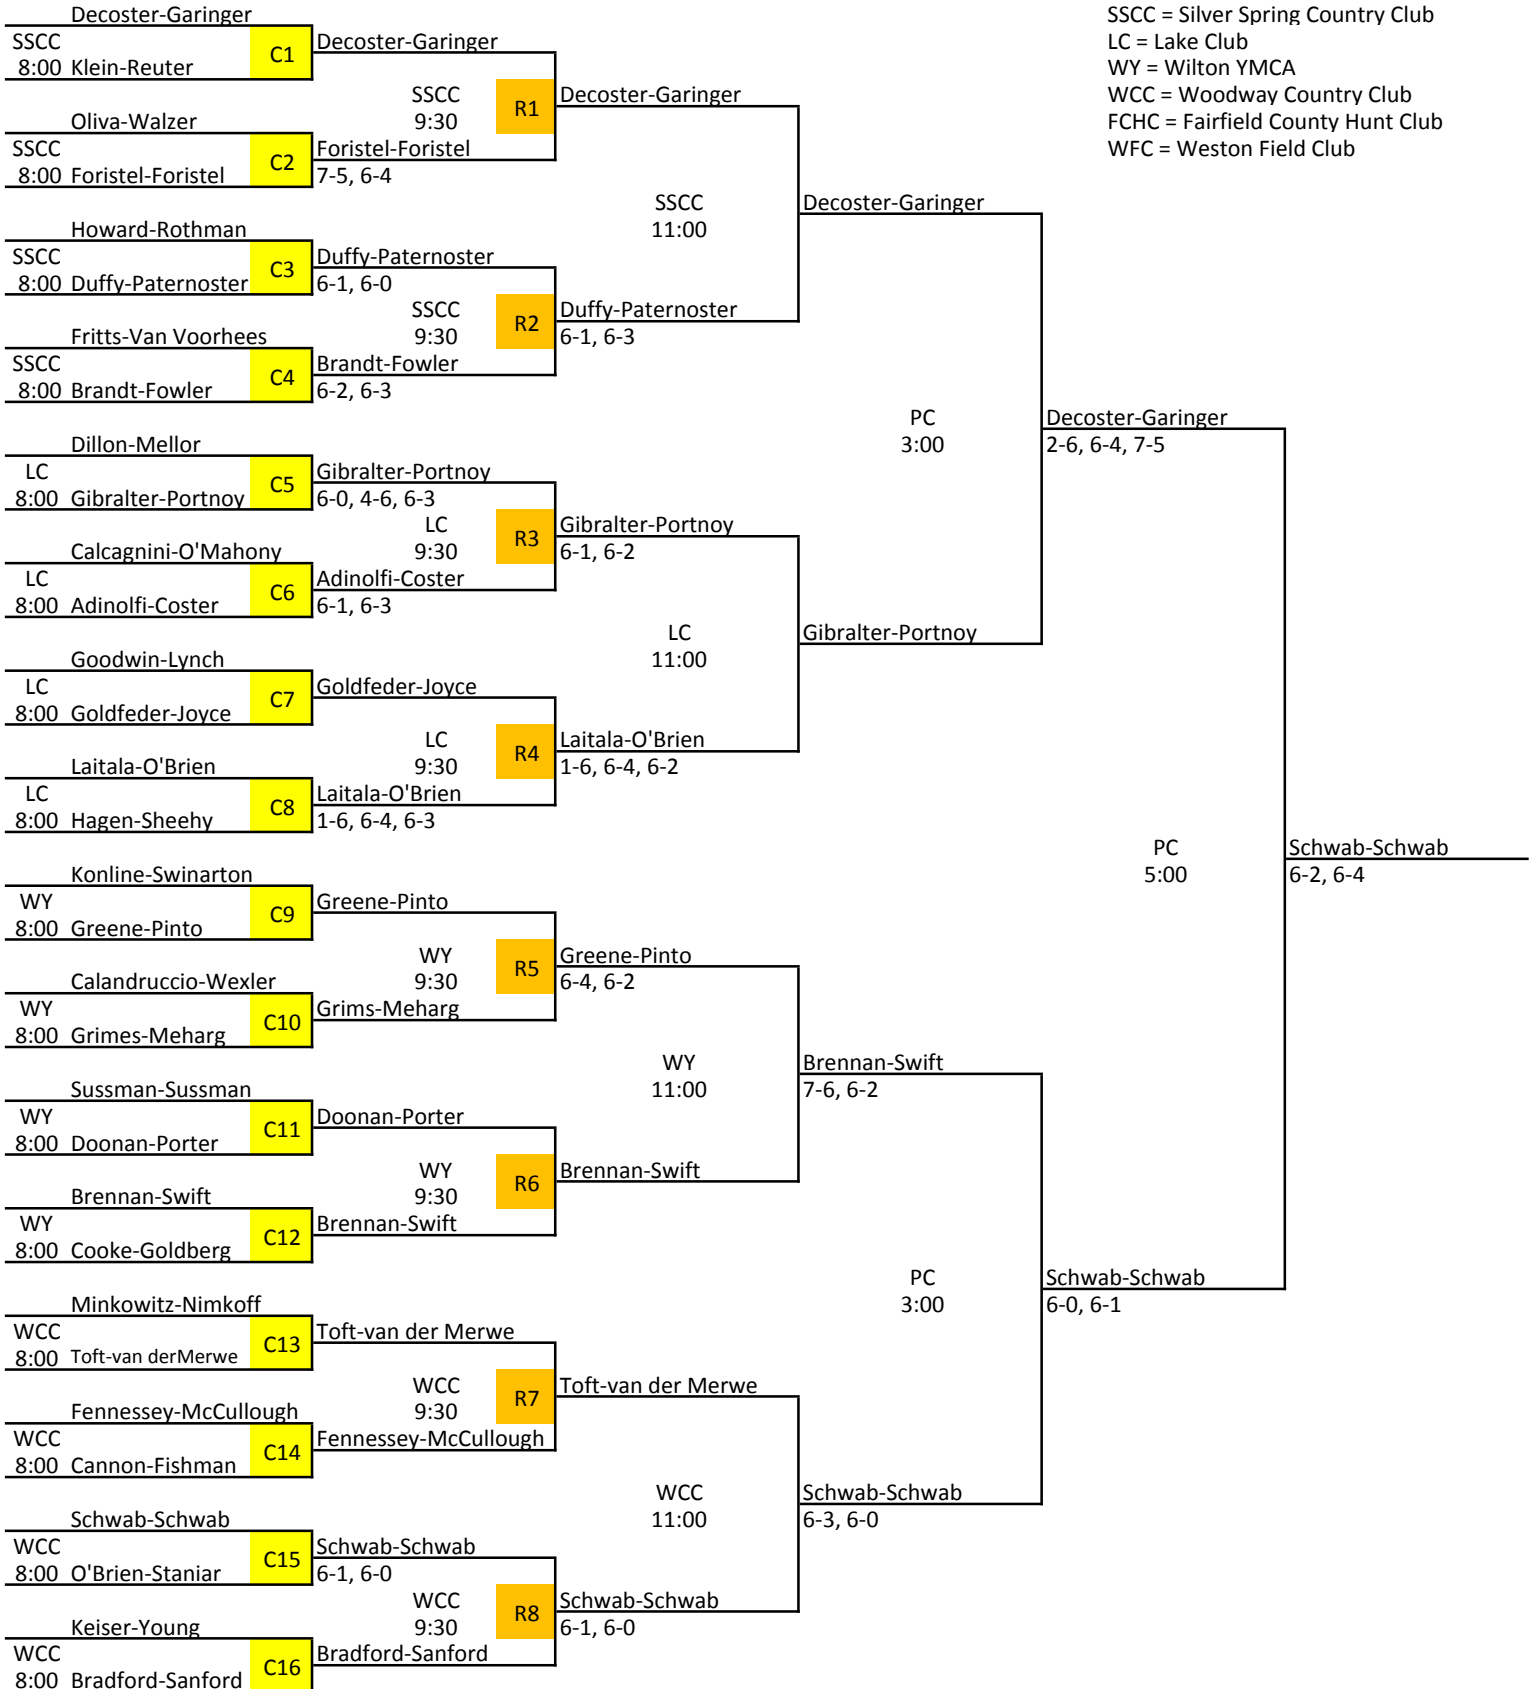 Decoster-Garinger
SSCC
8:00 Klein-Reuter
C1
Decoster-Garinger
SSCC
9:30
R1
Decoster-Garinger
Oliva-Walzer
SSCC
8:00 Foristel-Foristel
C2
Foristel-Foristel
7-5, 6-4
SSCC
11:00
Decoster-Garinger
Howard-Rothman
SSCC
8:00 Duffy-Paternoster
C3
Duffy-Paternoster
6-1, 6-0
SSCC
9:30
R2
Duffy-Paternoster
6-1, 6-3
Fritts-Van Voorhees
SSCC
8:00 Brandt-Fowler
C4
Brandt-Fowler
6-2, 6-3
PC
3:00
Decoster-Garinger
2-6, 6-4, 7-5
Dillon-Mellor
LC
8:00 Gibralter-Portnoy
C5
Gibralter-Portnoy
6-0, 4-6, 6-3
LC
9:30
R3
Gibralter-Portnoy
6-1, 6-2
Calcagnini-O'Mahony
LC
8:00 Adinolfi-Coster
C6
Adinolfi-Coster
6-1, 6-3
LC
11:00
Gibralter-Portnoy
Goodwin-Lynch
LC
8:00 Goldfeder-Joyce
C7
Goldfeder-Joyce
LC
9:30
R4
Laitala-O'Brien
1-6, 6-4, 6-2
Laitala-O'Brien
LC
8:00 Hagen-Sheehy
C8
Laitala-O'Brien
1-6, 6-4, 6-3
PC
5:00
Schwab-Schwab
6-2, 6-4
Konline-Swinarton
WY
8:00 Greene-Pinto
C9
Greene-Pinto
WY
9:30
R5
Greene-Pinto
6-4, 6-2
Calandruccio-Wexler
WY
8:00 Grimes-Meharg
C10
Grims-Meharg
WY
11:00
Brennan-Swift
7-6, 6-2
Sussman-Sussman
WY
8:00 Doonan-Porter
C11
Doonan-Porter
WY
9:30
R6
Brennan-Swift
Brennan-Swift
WY
8:00 Cooke-Goldberg
C12
Brennan-Swift
PC
3:00
Schwab-Schwab
6-0, 6-1
Minkowitz-Nimkoff
WCC
8:00 Toft-van derMerwe
C13
Toft-van der Merwe
WCC
9:30
R7
Toft-van der Merwe
Fennessey-McCullough
WCC
8:00 Cannon-Fishman
C14
Fennessey-McCullough
WCC
11:00
Schwab-Schwab
6-3, 6-0
Schwab-Schwab
WCC
8:00 O'Brien-Staniar
C15
Schwab-Schwab
6-1, 6-0
WCC
9:30
R8
Schwab-Schwab
6-1, 6-0
Keiser-Young
WCC
8:00 Bradford-Sanford
C16
Bradford-Sanford
SSCC = Silver Spring Country Club
LC = Lake Club
WY = Wilton YMCA
WCC = Woodway Country Club
FCHC = Fairfield County Hunt Club
WFC = Weston Field Club